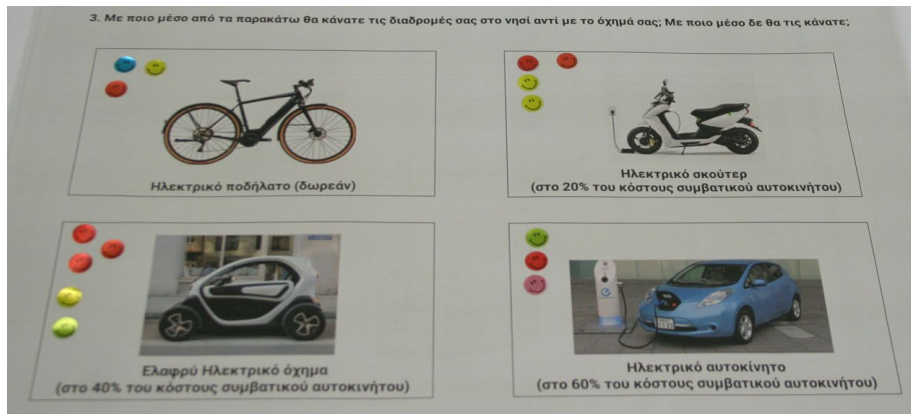 3. Με ποιο μέσο από τα παρακάτω θα κάνατε τις διαδρομές σας στο νησί αντί με το όχημά σας; Με ποιο μέσο δε θα τις κάνατε;
Ηλεκτρικό ποδήλατο (δωρεάν)
Ηλεκτρικό σκούτερ
(στο 20% του κόστους συμβατικού αυτοκινήτου)
Ελαφρύ Ηλεκτρικό όχημα
(στο 40% του κόστους συμβατικού αυτοκινήτου)
Ηλεκτρικό αυτοκίνητο
(στο 60% του κόστους συμβατικού αυτοκινήτου)